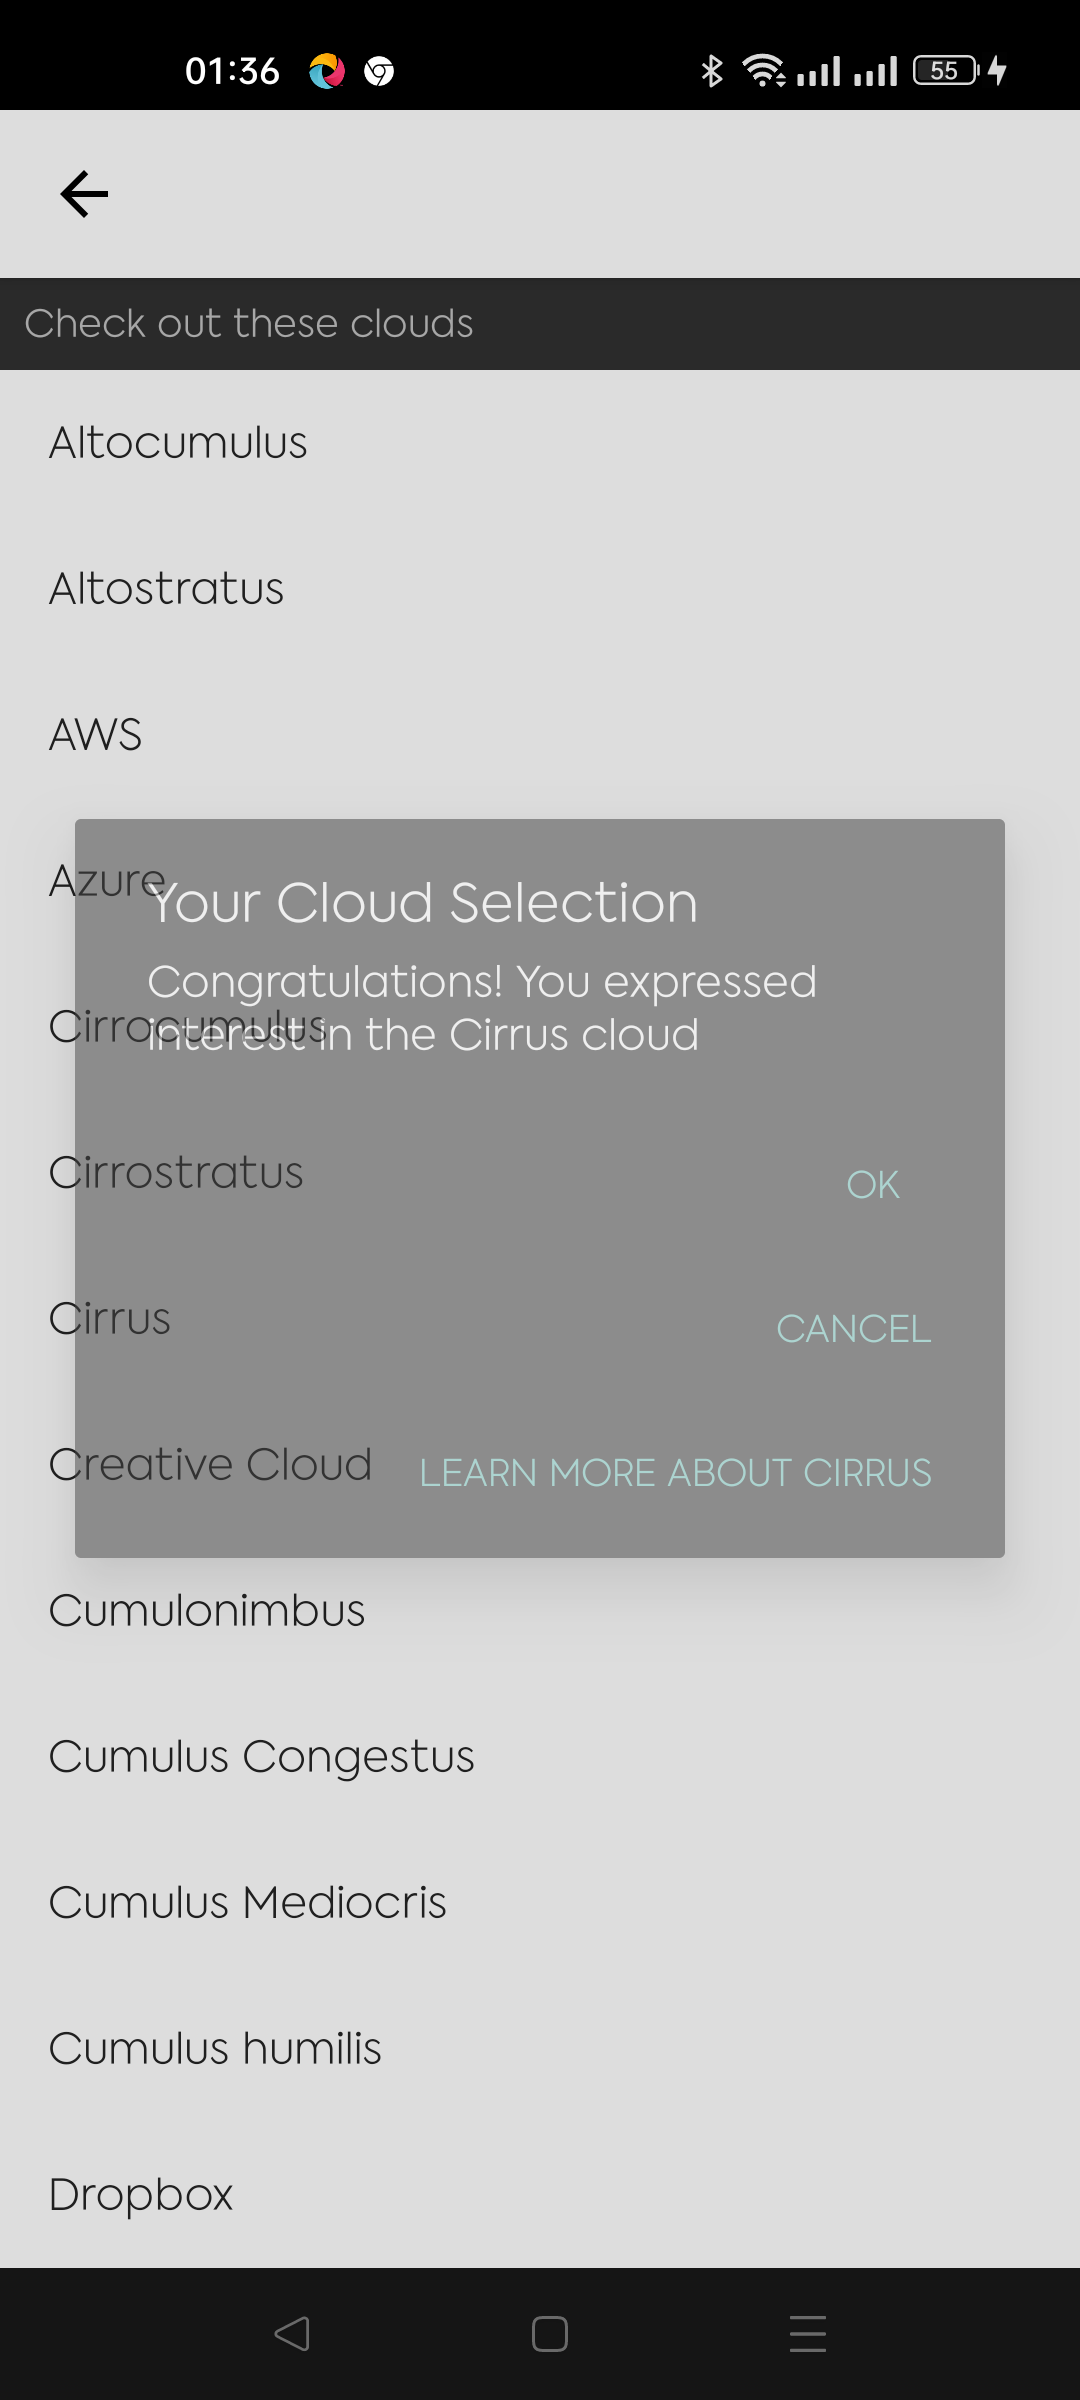 01:36
55
Check out these clouds
Altocumulus
Altostratus
AWS
Azure
Your Cloud Selection
Congratulations! You expressed
Cirrocumulus
interest in the Cirrus cloud
Cirrostratus
OK
Cirrus
CANCEL
Creative Cloud
LEARN MORE ABOUT CIRRUS
Cumulonimbus
Cumulus Congestus
Cumulus Mediocris
Cumulus humilis
Dropbox